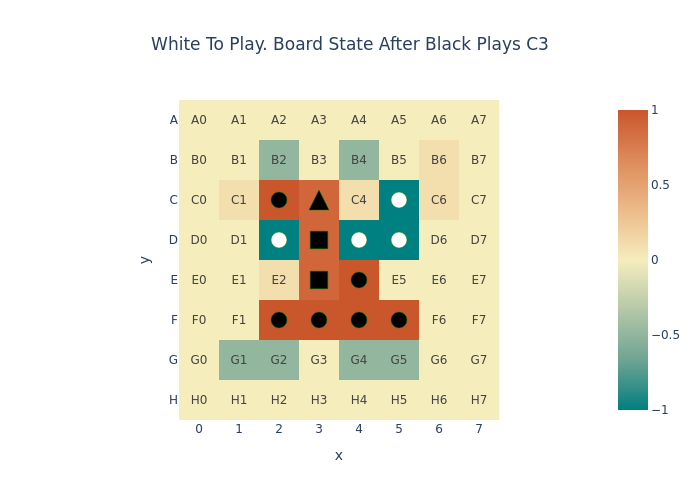 White To Play. Board State After Black Plays C3
A A0 A1 A2 A3 A4 A5 A6 A7
B B0 B1 B2 B3 B4 B5 B6 B7
C C0 C1 C4 C6 C7
D D0 D1 D6 D7
E E0 E1 E2 E5 E6 E7
F F0 F1 F6 F7
G G0 G1 G2 G3 G4 G5 G6 G7
H H0 H1 H2 H3 H4 H5 H6 H7
0 1 2 3 4 5 6 7
x
y
1
0.5
0
−0.5
−1